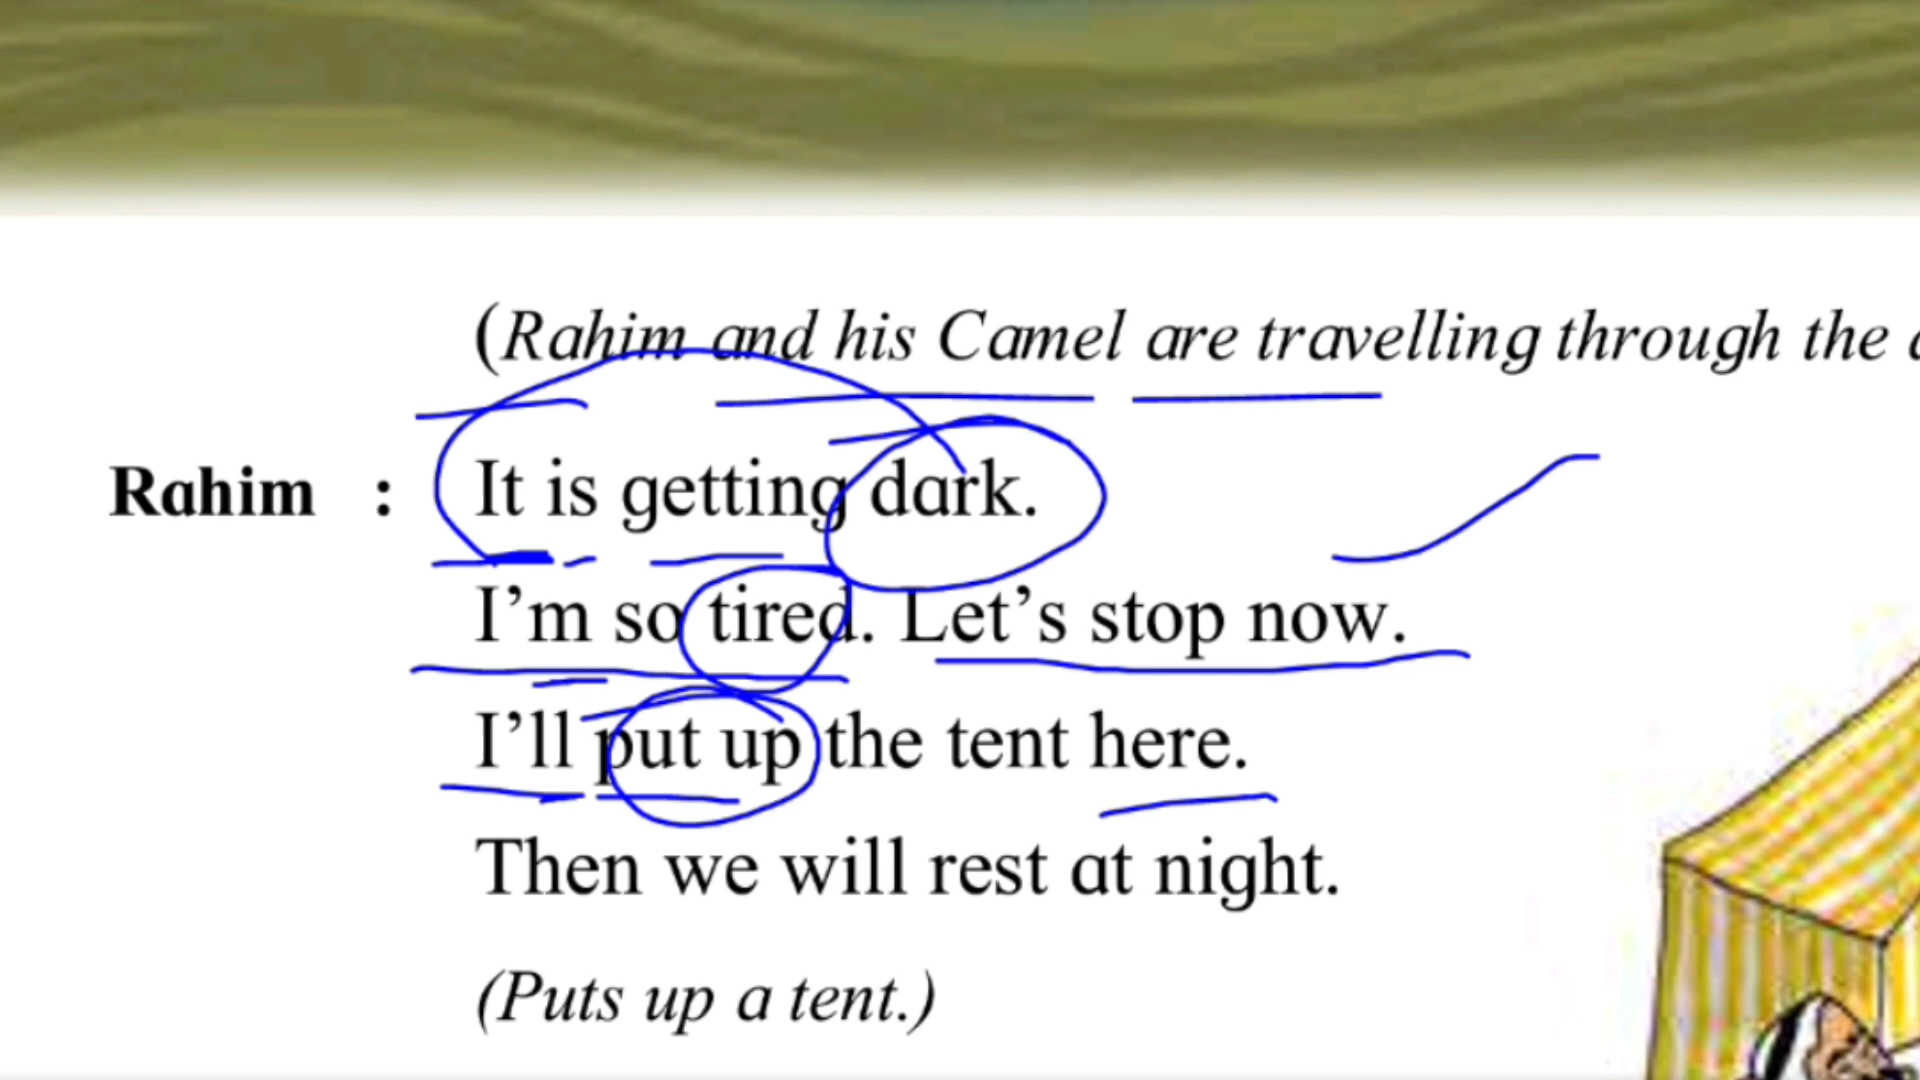 (Rahim and his Camel are travelling through the
Rahim : It is getting dark.
I'm so tired. Let's stop now.
I'll put up the tent here.
Then we will rest at night.
(Puts up a tent.)